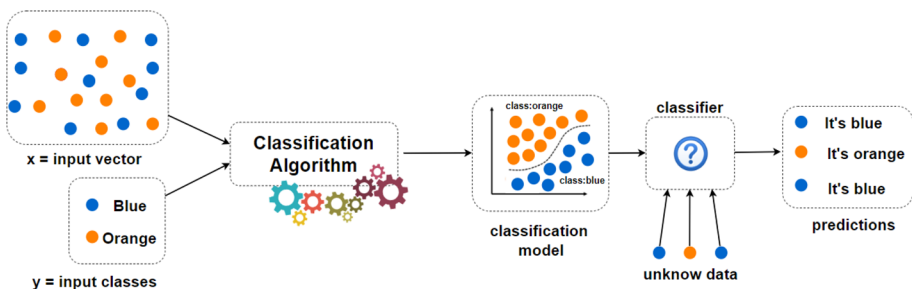 x = input vector
Blue
Orange
y = input classes
Classification
Algorithm
class:orange
class:blue
classification
model
classifier
?
unknow data
It's blue
It's orange
It's blue
predictions